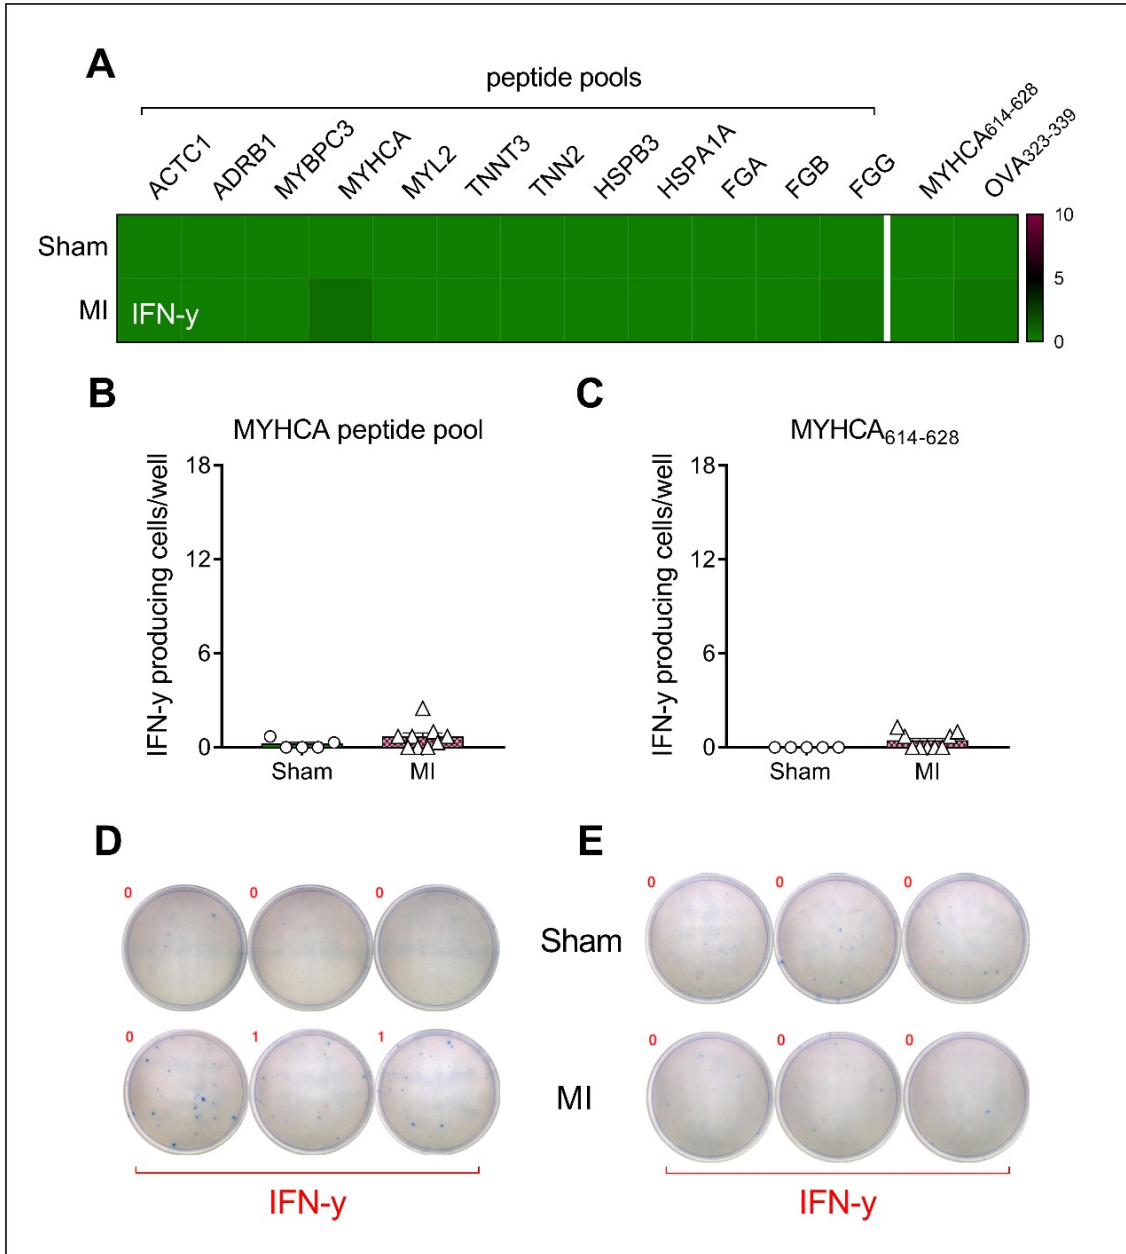 A
peptide pools
ACTC1 ADRB1 MYBPC3 MYHCA MYL2 TNNT3 TNN2 HSPB3 HSPA1A FGA FGB FGG MYHCA614-628 OVA323-339
Sham
MI IFN-y
10
5
0
B
MYHCA peptide pool
IFN-y producing cells/well
18
12
6
0
Sham MI
C
MYHCA614-628
IFN-y producing cells/well
18
12
6
0
Sham MI
D
0 0 0
0 1 1
IFN-y
E
Sham
0 0 0
MI
0 0 0
IFN-y